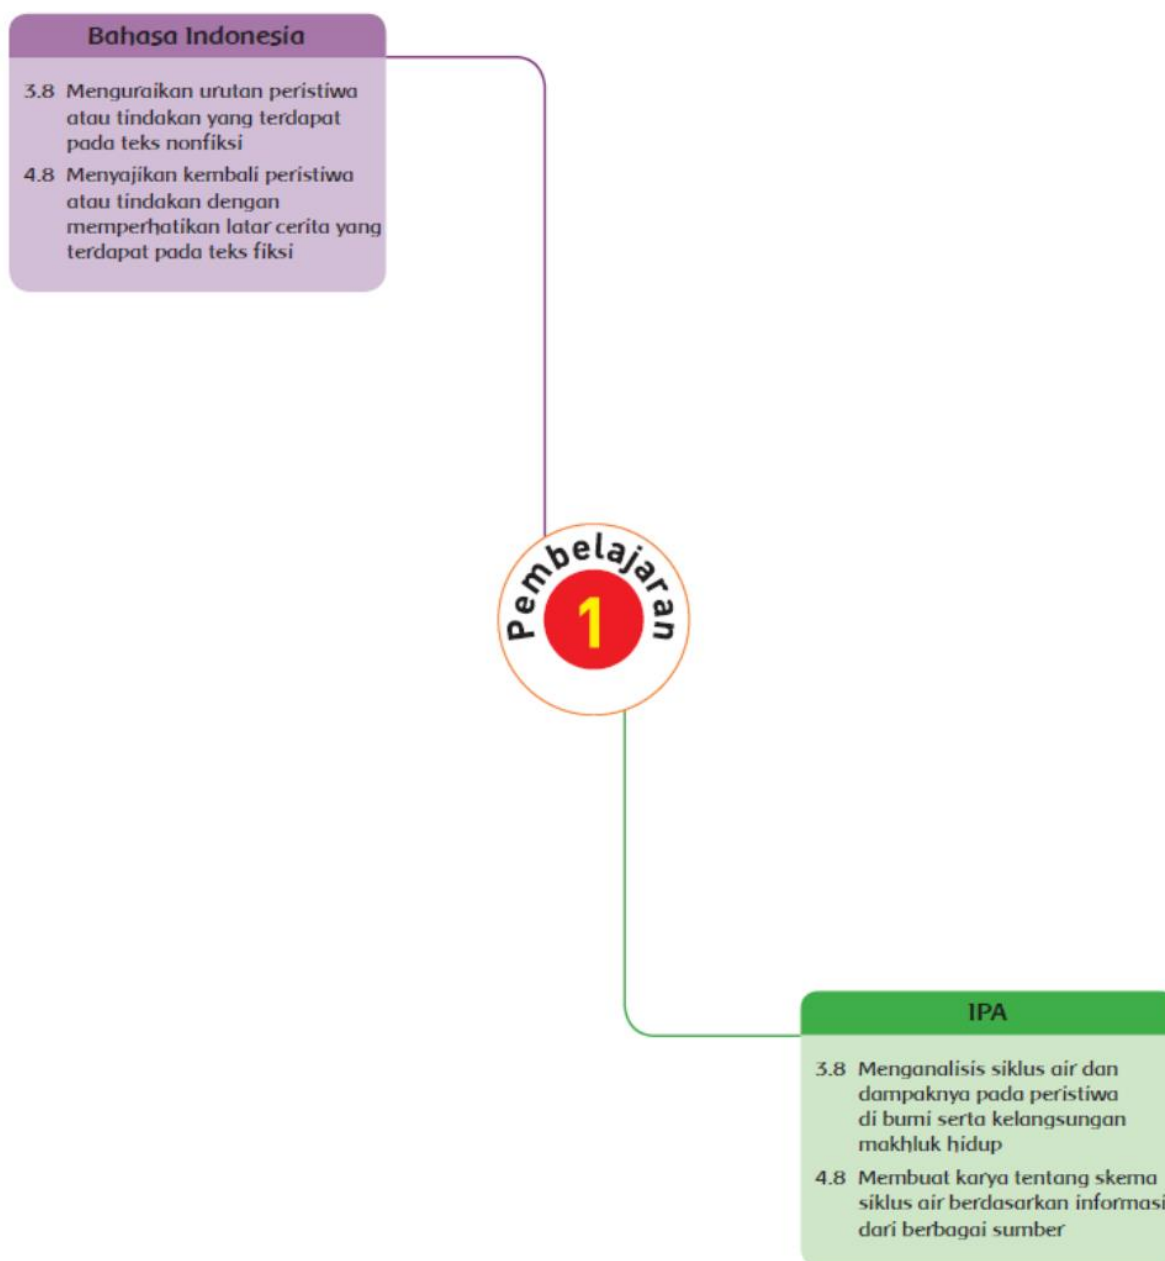 Bahasa Indonesia
3.8 Menguraikan urutan peristiwa
atau tindakan yang terdapat
pada teks nonfiksi
4.8 Menyajikan kembali peristiwa
atau tindakan dengan
memperhatikan latar cerita yang
terdapat pada teks fiksi
Pembelajaran
1
IPA
3.8 Menganalisis siklus air dan
dampaknya pada peristiwa
di bumi serta kelangsungan
makhluk hidup
4.8 Membuat karya tentang skema
siklus air berdasarkan informasi
dari berbagai sumber